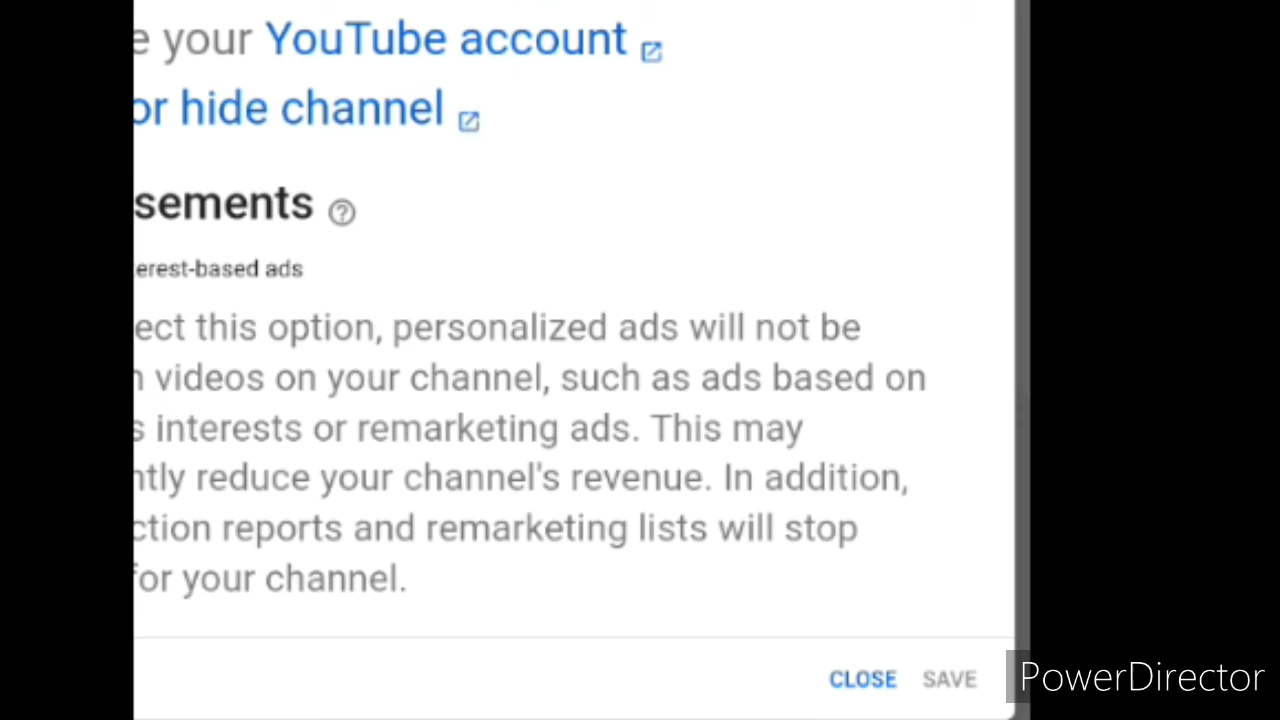 e your YouTube account
or hide channel
sements
erest-based ads
ect this option, personalized ads will not be
n videos on your channel, such as ads based on
s interests or remarketing ads. This may
ntly reduce your channel's revenue. In addition,
ction reports and remarketing lists will stop
for your channel.
CLOSE SAVE
PowerDirector